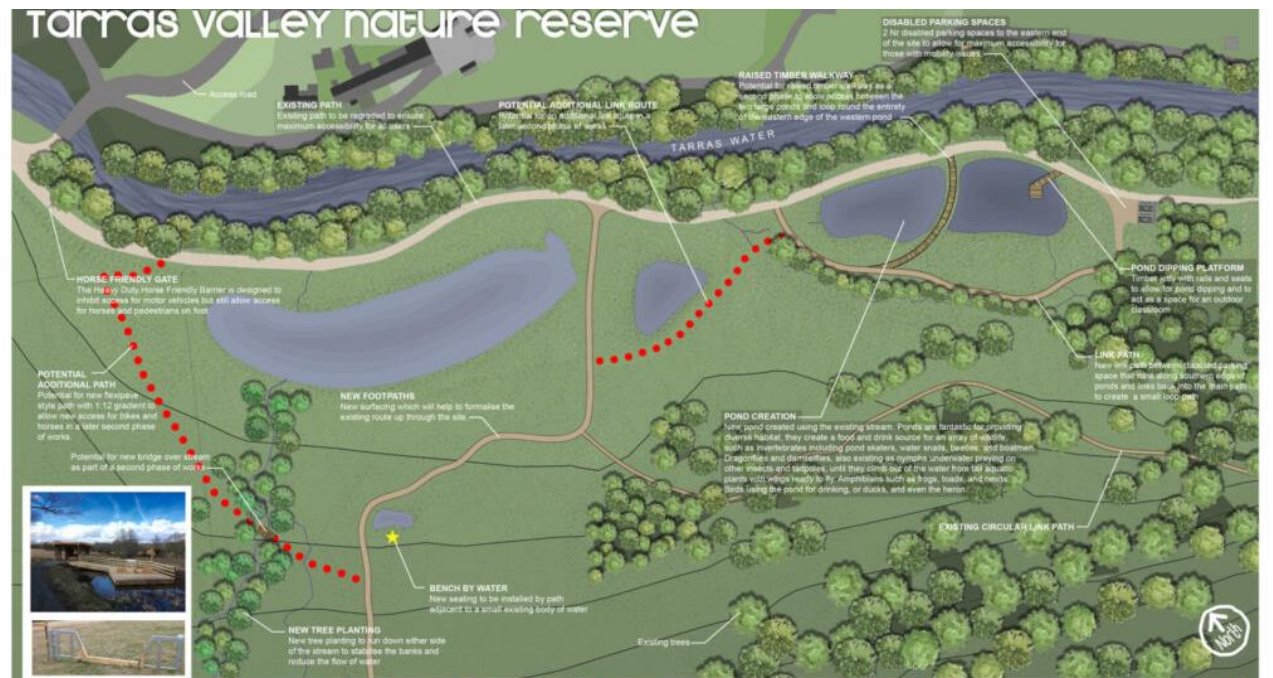 Tarras valley nature reserve
DISABLED PARKING SPACES
2 Nr disabled parking spaces to the eastern end
of the site to allow for maximum accessibility for
those with mobility issues
Access road
EXISTING PATH
Existing path to be regraded to ensure
maximum accessibility for all users
POTENTIAL ADDITIONAL LINK ROUTE
Potential for an additional link route in a
later second phase of works
RAISED TIMBER WALKWAY
Potential for raised timber walkway as a
second phase to allow access between the
two large ponds and loop round the entirety
of the eastern edge of the western pond
TARRAS WATER
HORSE FRIENDLY GATE
The Heavy Duty Horse Friendly Barrier is designed to
inhibit access for motor vehicles but still allow access
for horses and pedestrians on foot
POND DIPPING PLATFORM
Timber jetty with rails and seats
to allow for pond dipping and to
act as a space for an outdoor
classroom
LINK PATH
New link path between disabled parking
space that runs along southern edge of
ponds and links back into the main path
to create a small loop path
POTENTIAL
ADDITIONAL PATH
Potential for new flexipave
style path with 1:12 gradient to
allow new access for bikes and
horses in a later second phase
of works
NEW FOOTPATHS
New surfacing which will help to formalise the
existing route up through the site.
POND CREATION
New pond created using the existing stream. Ponds are fantastic for providing
diverse habitat, they create a food and drink source for an array of wildlife,
such as invertebrates including pond skaters, water snails, beetles, and boatmen.
Dragonflies and damselflies, also existing as nymphs underwater preying on
other insects and tadpoles, until they climb out of the water from tall aquatic
plants with wings ready to fly. Amphibians such as frogs, toads, and newts.
Birds using the pond for drinking, or ducks, and even the heron.
Potential for new bridge over stream
as part of a second phase of works
EXISTING CIRCULAR LINK PATH
BENCH BY WATER
New seating to be installed by path
adjacent to a small existing body of water
NEW TREE PLANTING
New tree planting to run down either side
of the stream to stabilise the banks and
reduce the flow of water
Existing trees
North